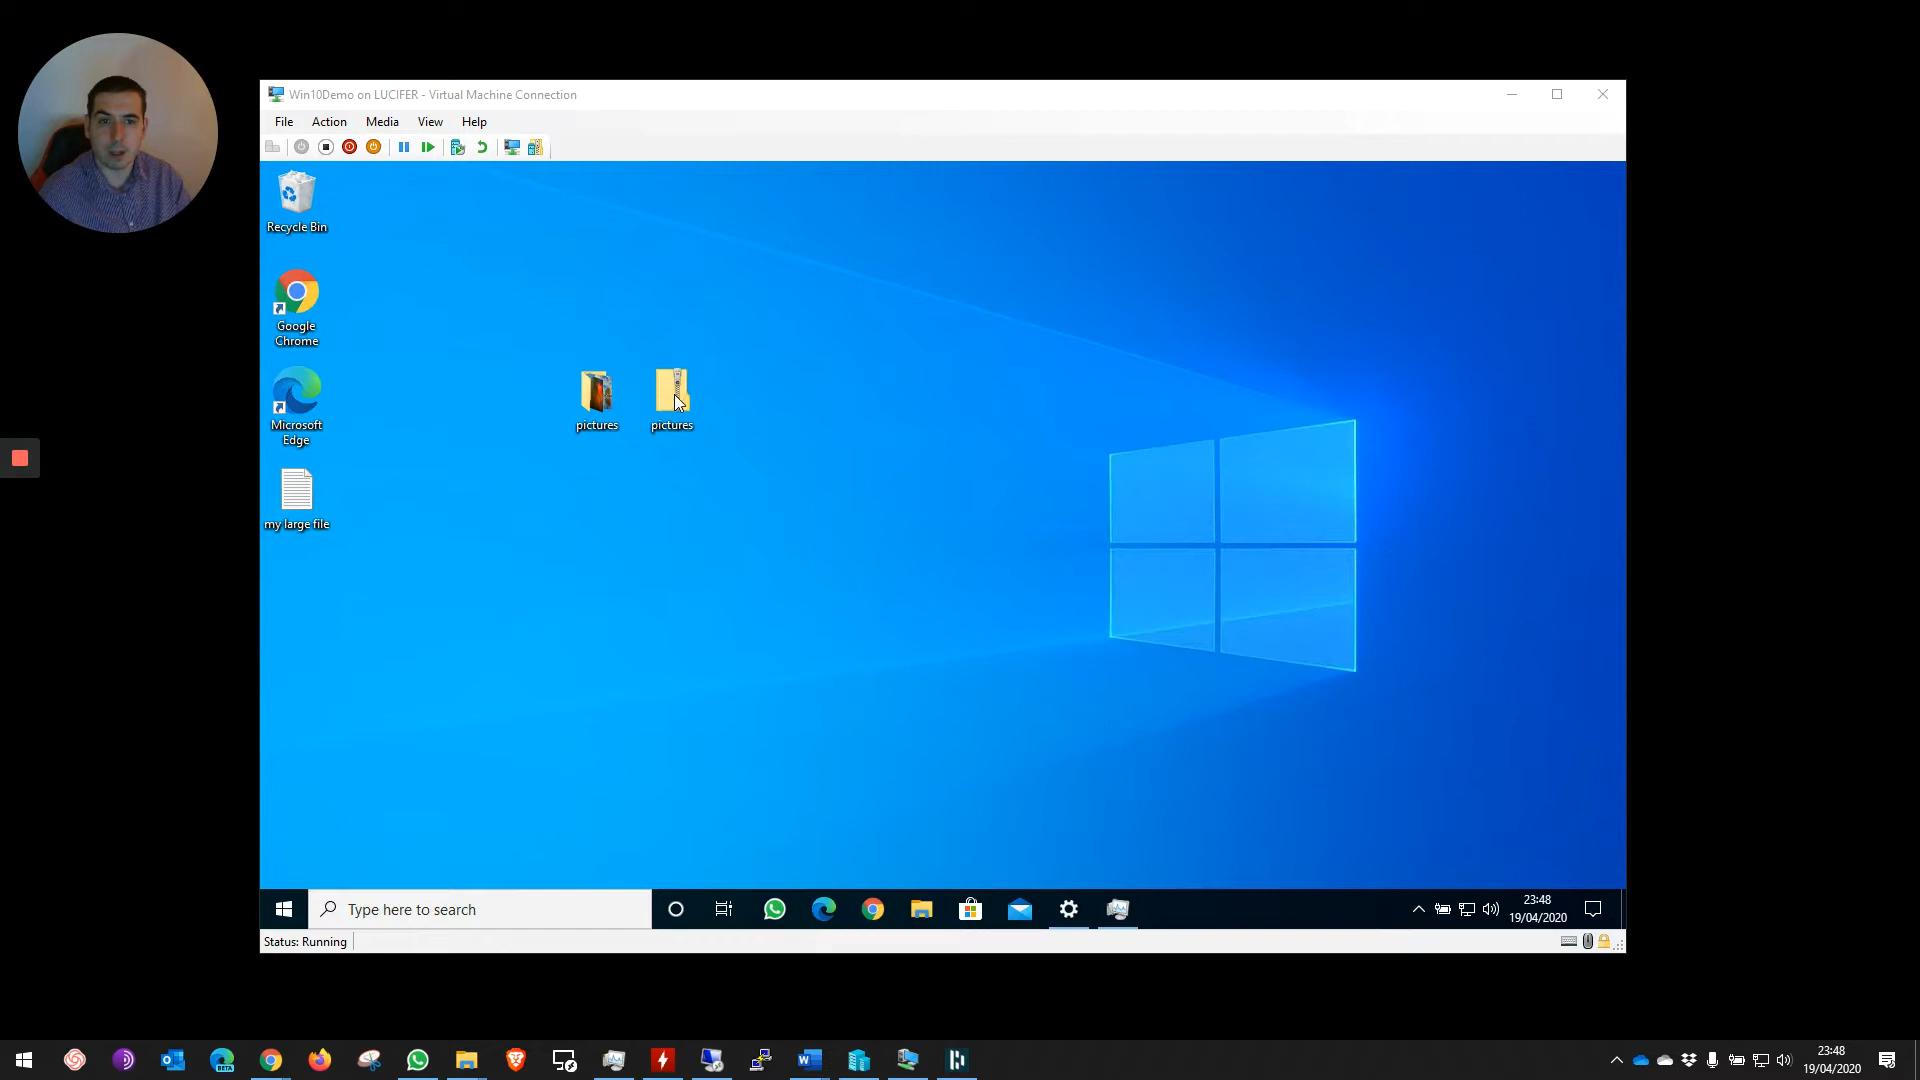 Win10Demo on LUCIFER - Virtual Machine Connection
File Action Media View Help
Recycle Bin
Google
Chrome
Microsoft
Edge
my large file
pictures
pictures
Type here to search
23:48
19/04/2020
Status: Running
BETA
23:48
19/04/2020